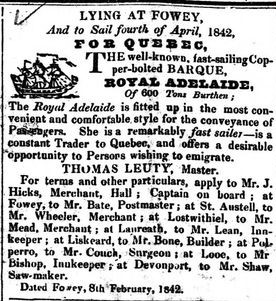 LYING AT FOWEY,
And to Sail fourth of April, 1842,
FOR QUEBEC,
THE well-known, fast-sailing Cop-
per-bolted BARQUE,
ROYAL ADELAIDE,
Of 600 Tons Burthen;
The Royal Adelaide is fitted up in the most con-
venient and comfortable style for the conveyance of
Passengers. She is a remarkably fast sailer—is a
constant Trader to Quebec, and offers a desirable
opportunity to Persons wishing to emigrate.
THOMAS LEUTY, Master.
For terms and other particulars, apply to Mr. J.
Hicks, Merchant, Hall; Captain on board; at
Fowey, to Mr. Bate, Postmaster; at St. Austell, to
Mr. Wheeler, Merchant; at Lostwithiel, to Mr.
Mead, Merchant; at Lanreath, to Mr. Lean, Inn-
keeper; at Liskeard, to Mr. Bone, Builder; at Pol-
perro, to Mr. Couch, Surgeon; at Looe, to Mr
Bishop, Innkeeper; at Devonport, to Mr. Shaw,
Saw-maker.
Dated Fowey, 8th February, 1842.